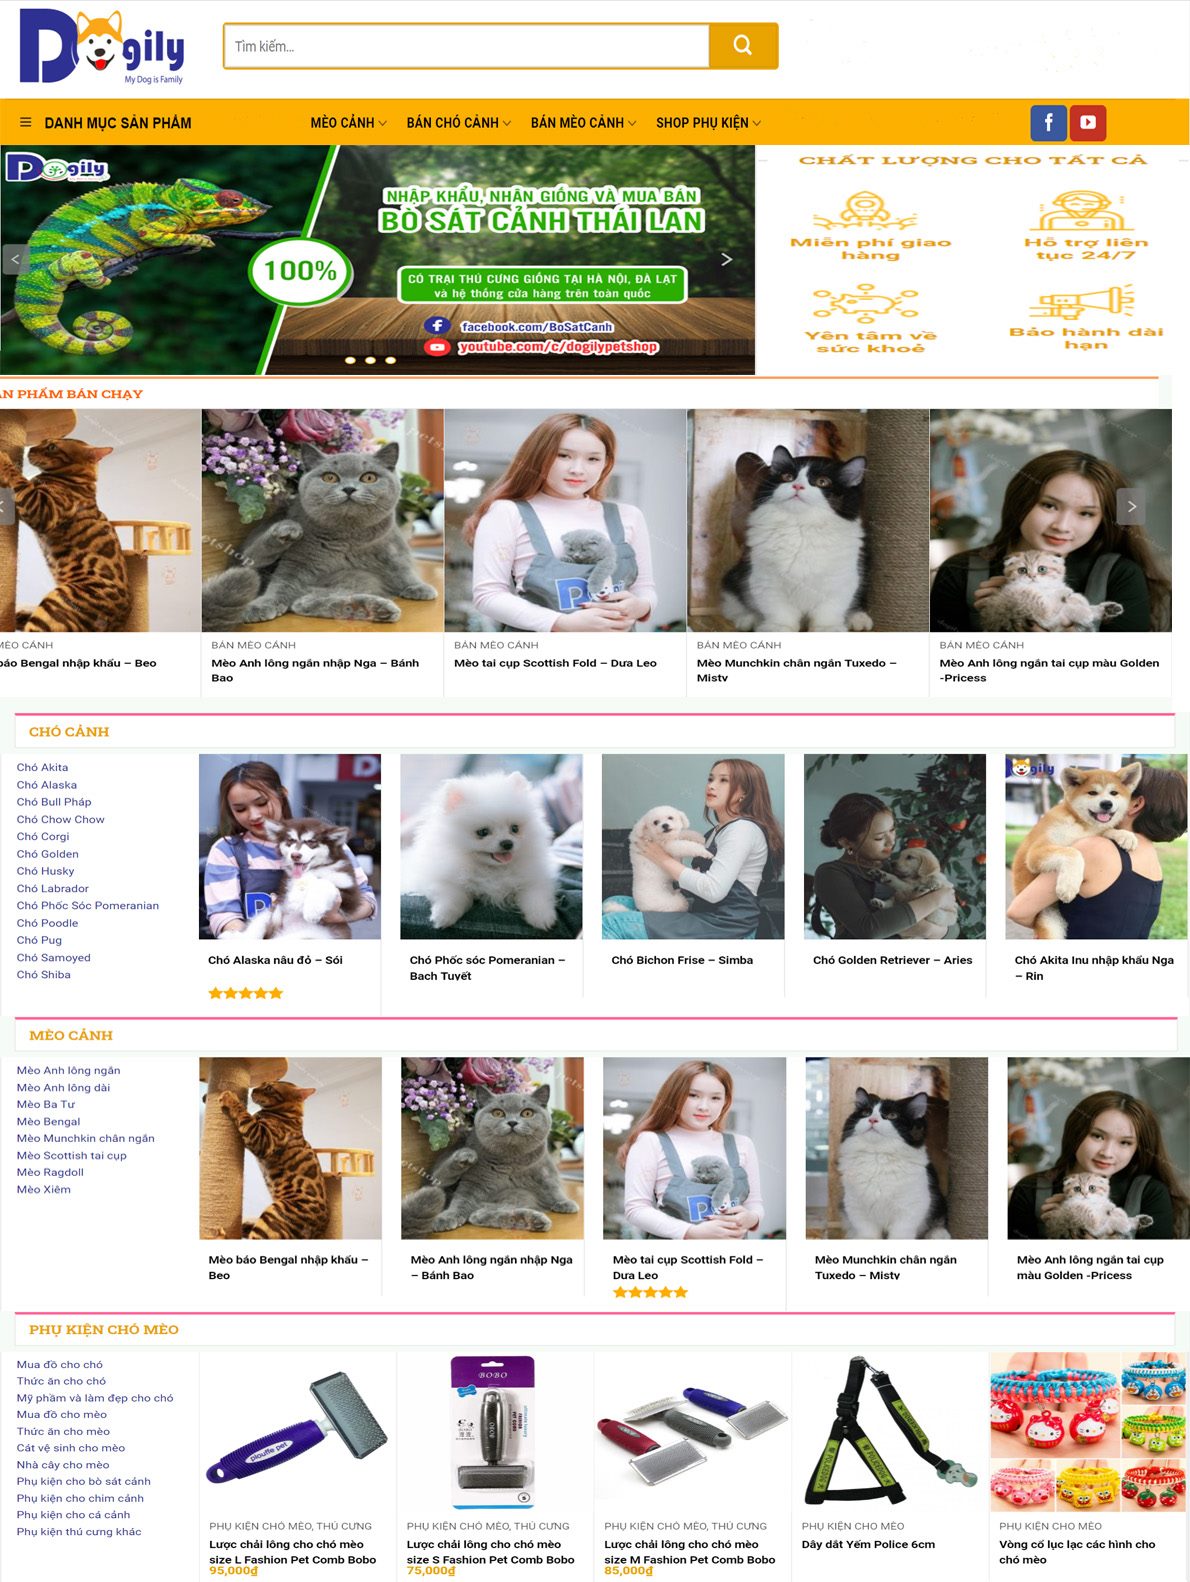 Dogily
My Dog is Family
Tìm kiếm...
DANH MỤC SẢN PHẨM
MÈO CẢNH
BÁN CHÓ CẢNH
BÁN MÈO CẢNH
SHOP PHỤ KIỆN
Dogily
NHẬP KHẨU, NHÂN GIỐNG VÀ MUA BÁN
BÒ SÁT CẢNH THÁI LAN
100%
CÓ TRẠI THÚ CƯNG GIỐNG TẠI HÀ NỘI, ĐÀ LẠT
và hệ thống cửa hàng trên toàn quốc
facebook.com/BoSatCanh
youtube.com/c/dogilypetshop
CHẤT LƯỢNG CHO TẤT CẢ
Miễn phí giao
hàng
Hỗ trợ liên
tục 24/7
Yên tâm về
sức khoẻ
Bảo hành dài
hạn
ẢN PHẨM BÁN CHẠY
MÈO CẢNH
báo Bengal nhập khẩu – Beo
BÁN MÈO CẢNH
Mèo Anh lông ngắn nhập Nga – Bánh
Bao
BÁN MÈO CẢNH
Mèo tai cụp Scottish Fold – Dưa Leo
BÁN MÈO CẢNH
Mèo Munchkin chân ngắn Tuxedo –
Misty
BÁN MÈO CẢNH
Mèo Anh lông ngắn tai cụp màu Golden
-Pricess
CHÓ CẢNH
Chó Akita
Chó Alaska
Chó Bull Pháp
Chó Chow Chow
Chó Corgi
Chó Golden
Chó Husky
Chó Labrador
Chó Phốc Sóc Pomeranian
Chó Poodle
Chó Pug
Chó Samoyed
Chó Shiba
Chó Alaska nâu đỏ – Sói
Chó Phốc sóc Pomeranian –
Bạch Tuyết
Chó Bichon Frise – Simba
Chó Golden Retriever – Aries
Dogily
Chó Akita Inu nhập khẩu Nga
– Rin
MÈO CẢNH
Mèo Anh lông ngắn
Mèo Anh lông dài
Mèo Ba Tư
Mèo Bengal
Mèo Munchkin chân ngắn
Mèo Scottish tai cụp
Mèo Ragdoll
Mèo Xiêm
Mèo báo Bengal nhập khẩu –
Beo
Mèo Anh lông ngắn nhập Nga
– Bánh Bao
Mèo tai cụp Scottish Fold –
Dưa Leo
Mèo Munchkin chân ngắn
Tuxedo – Misty
Mèo Anh lông ngắn tai cụp
màu Golden -Pricess
PHỤ KIỆN CHÓ MÈO
Mua đồ cho chó
Thức ăn cho chó
Mỹ phẩm và làm đẹp cho chó
Mua đồ cho mèo
Thức ăn cho mèo
Cát vệ sinh cho mèo
Nhà cây cho mèo
Phụ kiện cho bò sát cảnh
Phụ kiện cho chim cảnh
Phụ kiện cho cá cảnh
Phụ kiện thú cưng khác
plouffe pet
PHỤ KIỆN CHÓ MÈO, THÚ CƯNG
Lược chải lông cho chó mèo
size L Fashion Pet Comb Bobo
95,000₫
BOBO
PHỤ KIỆN CHÓ MÈO, THÚ CƯNG
Lược chải lông cho chó mèo
size S Fashion Pet Comb Bobo
75,000₫
PHỤ KIỆN CHÓ MÈO, THÚ CƯNG
Lược chải lông cho chó mèo
size M Fashion Pet Comb Bobo
85,000₫
PHỤ KIỆN CHO MÈO
Dây dắt Yếm Police 6cm
PHỤ KIỆN CHO MÈO
Vòng cổ lục lạc các hình cho
chó mèo